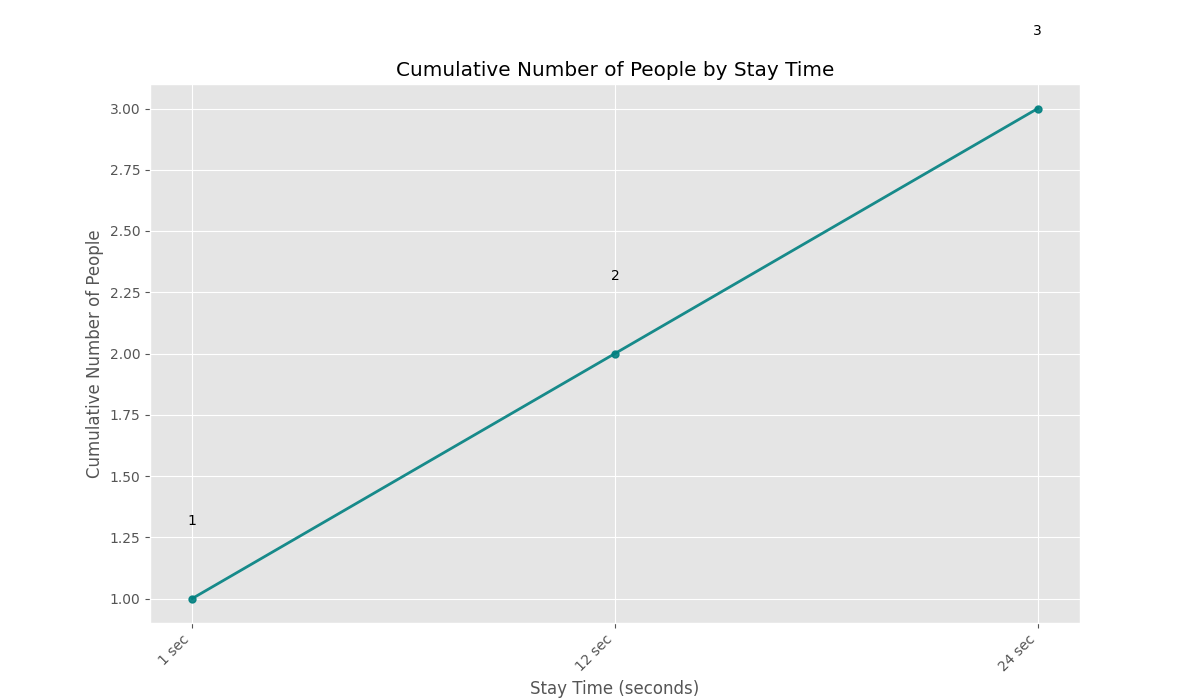 3
Cumulative Number of People by Stay Time
3.00
2.75
2.50
2.25
2.00
1.75
1.50
1.25
1.00
Cumulative Number of People
2
1
1 sec
12 sec
24 sec
Stay Time (seconds)